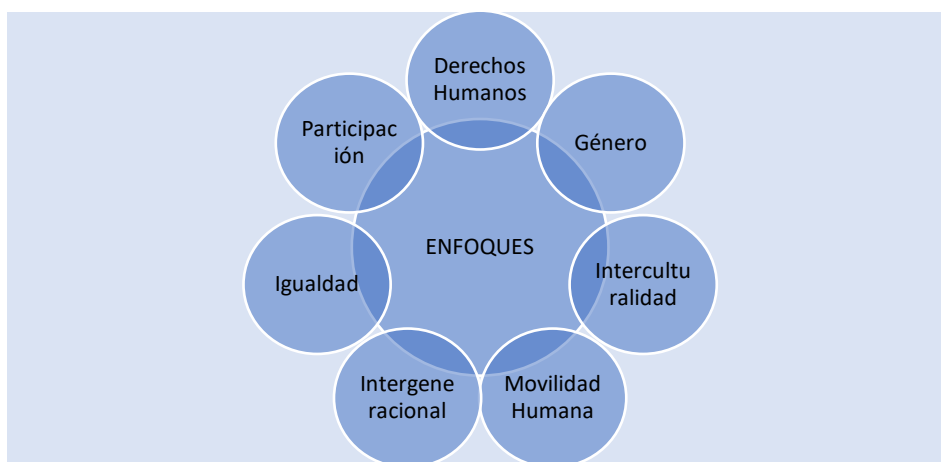 Derechos
Humanos
Género
Intercultu
ralidad
Movilidad
Humana
Intergene
racional
Igualdad
Participac
ión
ENFOQUES